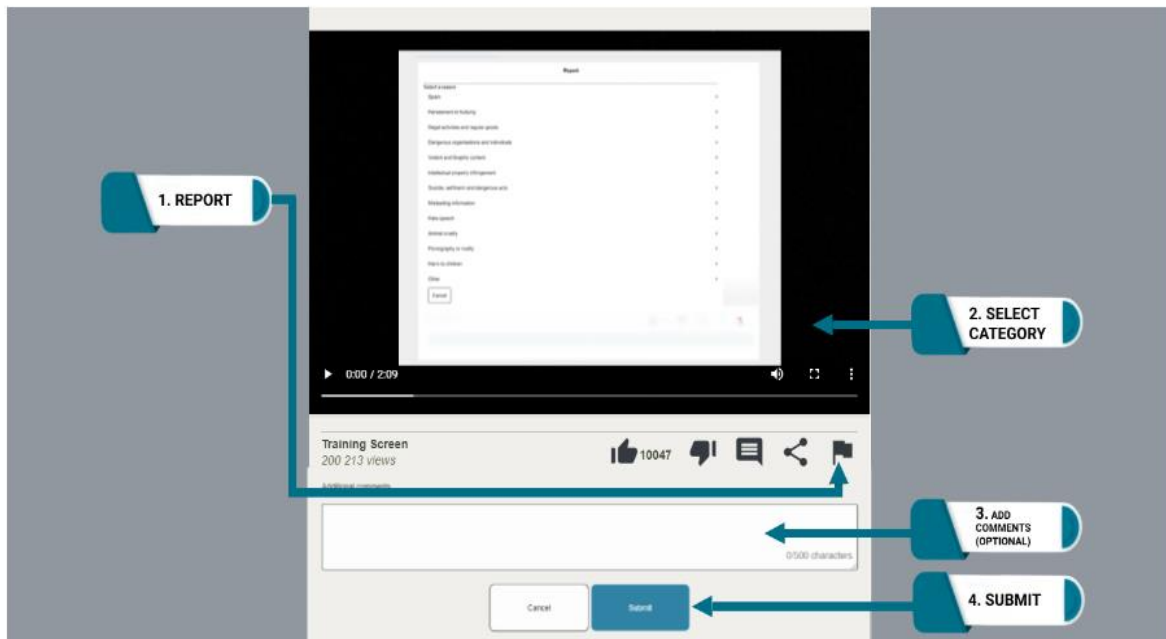 Report
Select a reason
Spam
Harassment or bullying
Illegal activities and regular goods
Dangerous organisations and individuals
Violent and Graphic content
Intellectual property infringement
Suicide, self-harm and dangerous acts
Misleading information
Hate speech
Animal cruelty
Pornography or nudity
Harm to children
Other
Cancel
1. REPORT
2. SELECT
CATEGORY
0:00 / 2:09
Training Screen
200 213 views
10047
Additional comments
3. ADD
COMMENTS
(OPTIONAL)
0/500 characters
Cancel
Submit
4. SUBMIT